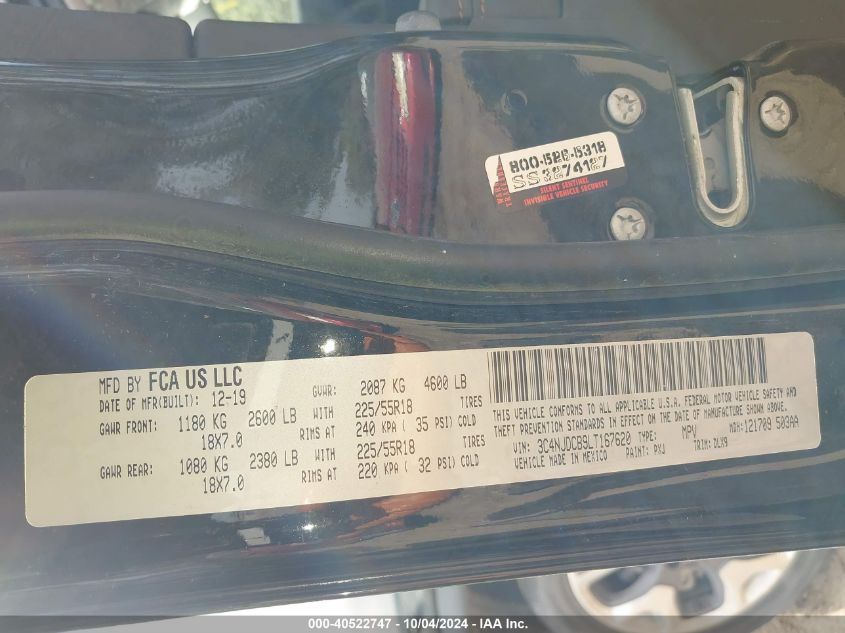 800-526-5318
SILENT SENTINEL
INVISIBLE VEHICLE SECURITY
MFD BY FCA US LLC
DATE OF MFR(BUILT): 12-19
GVWR: 2087 KG 4600 LB
GAWR FRONT: 1180 KG 2600 LB WITH 225/55R18 TIRES
18X7.0 RIMS AT 240 KPA ( 35 PSI) COLD
GAWR REAR: 1080 KG 2380 LB WITH 225/55R18 TIRES
18X7.0 RIMS AT 220 KPA ( 32 PSI) COLD
THIS VEHICLE CONFORMS TO ALL APPLICABLE U.S.A. FEDERAL MOTOR VEHICLE SAFETY
AND THEFT PREVENTION STANDARDS IN EFFECT ON THE DATE OF MANUFACTURE SHOWN ABOVE.
VIN: 3C4NJDCB9LT167620 TYPE: MPV MDH: 121709 503AA
VEHICLE MADE IN MEXICO PAINT: PXJ TRIM: DLX9
000-40522747 - 10/04/2024 - IAA Inc.